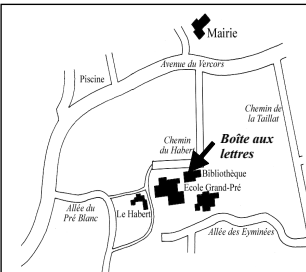 Mairie
Avenue du Vercors
Piscine
Chemin de
la Taillat
Chemin
du Habert
Boîte aux
lettres
Bibliothèque
Ecole Grand-Pré
Allée du
Pré Blanc
Le Habert
Allée des Eyminées